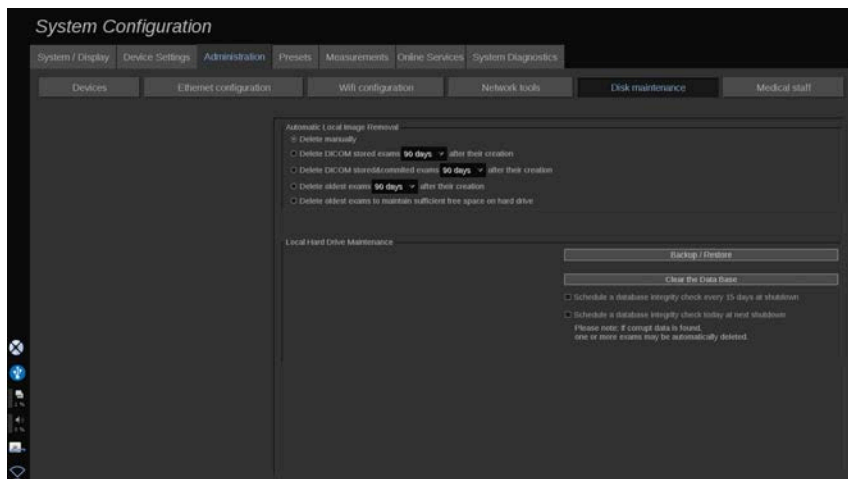 System Configuration
System / Display Device Settings Administration Presets Measurements Online Services System Diagnostics
Devices Ethernet configuration Wifi configuration Network tools Disk maintenance Medical staff
Automatic Local Image Removal
Delete manually
Delete DICOM stored exams 90 days after their creation
Delete DICOM stored&commited exams 90 days after their creation
Delete oldest exams 90 days after their creation
Delete oldest exams to maintain sufficient free space on hard drive
Local Hard Drive Maintenance
Backup / Restore
Clear the Data Base
Schedule a database integrity check every 15 days at shutdown
Schedule a database integrity check today at next shutdown
Please note: if corrupt data is found,
one or more exams may be automatically deleted.